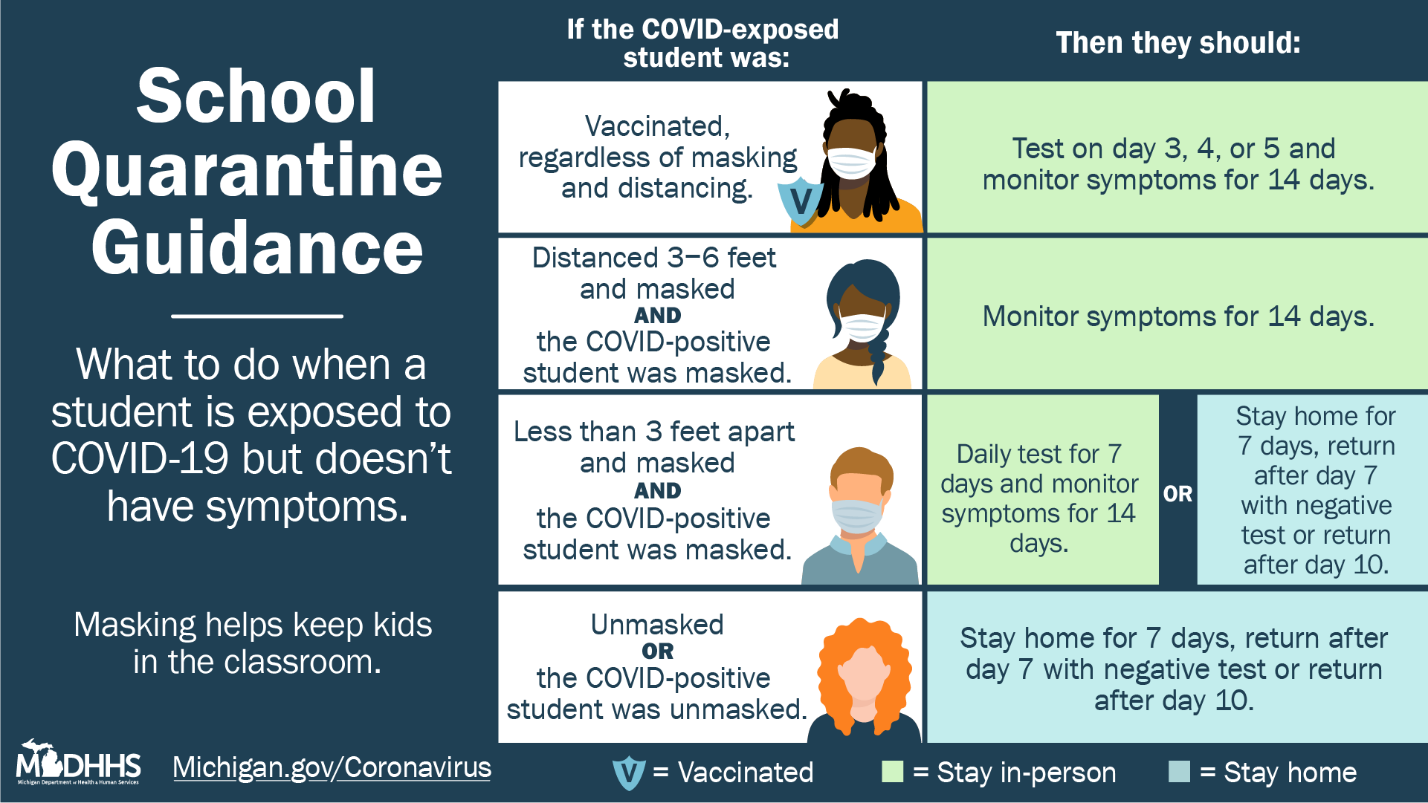 School
Quarantine
Guidance
What to do when a
student is exposed to
COVID-19 but doesn't
have symptoms.
Masking helps keep kids
in the classroom.
If the COVID-exposed
student was:
Then they should:
Vaccinated,
regardless of masking
and distancing.
V
Test on day 3, 4, or 5 and
monitor symptoms for 14 days.
Distanced 3–6 feet
and masked
AND
the COVID-positive
student was masked.
Monitor symptoms for 14 days.
Less than 3 feet apart
and masked
AND
the COVID-positive
student was masked.
Daily test for 7
days and monitor
symptoms for 14
days.
OR
Stay home for
7 days, return
after day 7
with negative
test or return
after day 10.
Unmasked
OR
the COVID-positive
student was unmasked.
Stay home for 7 days, return after
day 7 with negative test or return
after day 10.
MDHHS
Michigan Department of Health & Human Services
Michigan.gov/Coronavirus
V = Vaccinated
= Stay in-person
= Stay home